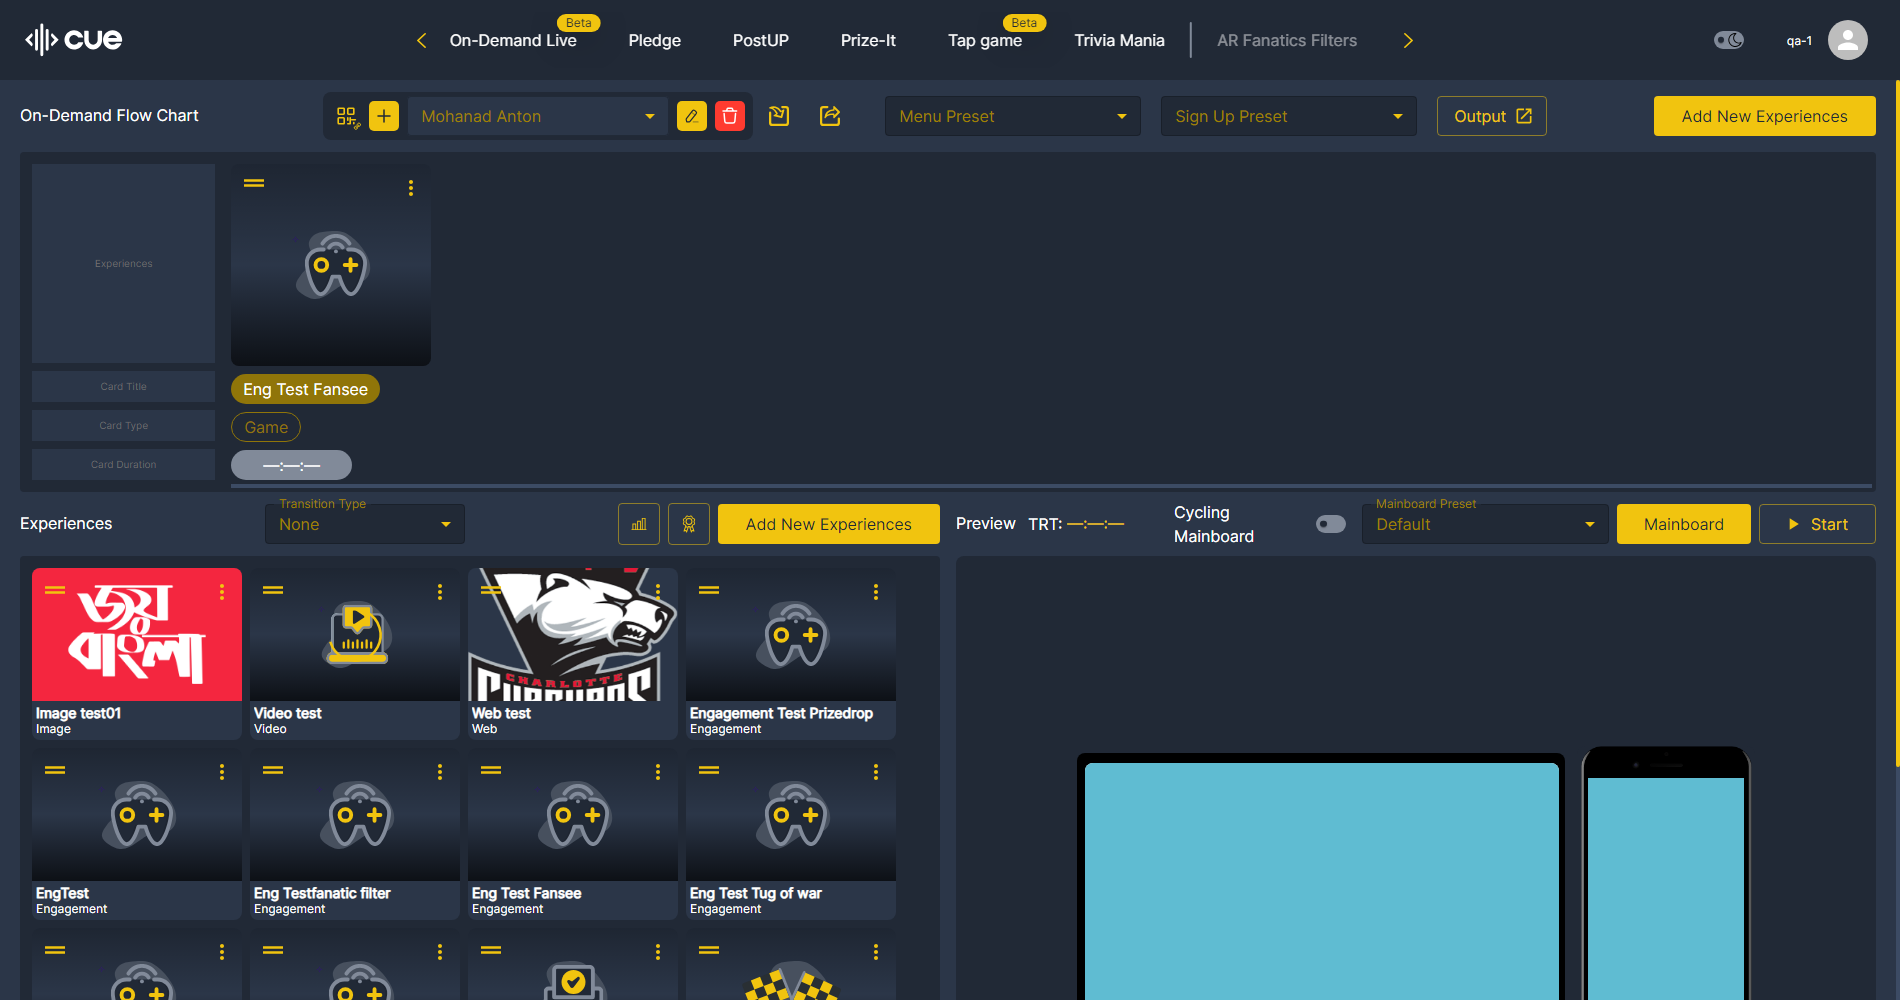 cue
Beta
Beta
On-Demand Live
Pledge
PostUP
Prize-It
Tap game
Trivia Mania
AR Fanatics Filters
qa-1
On-Demand Flow Chart
Mohanad Anton
Menu Preset
Sign Up Preset
Output
Add New Experiences
Experiences
Card Title
Eng Test Fansee
Card Type
Game
Card Duration
—:—:—
Experiences
Transition Type
None
Add New Experiences
Preview
TRT: —:—:—
Cycling
Mainboard
Mainboard Preset
Default
Mainboard
Start
জয়
বাংলা
CHARLOTTE
Image test01
Image
Video test
Video
Web test
Web
Engagement Test Prizedrop
Engagement
EngTest
Engagement
Eng Testfanatic filter
Engagement
Eng Test Fansee
Engagement
Eng Test Tug of war
Engagement